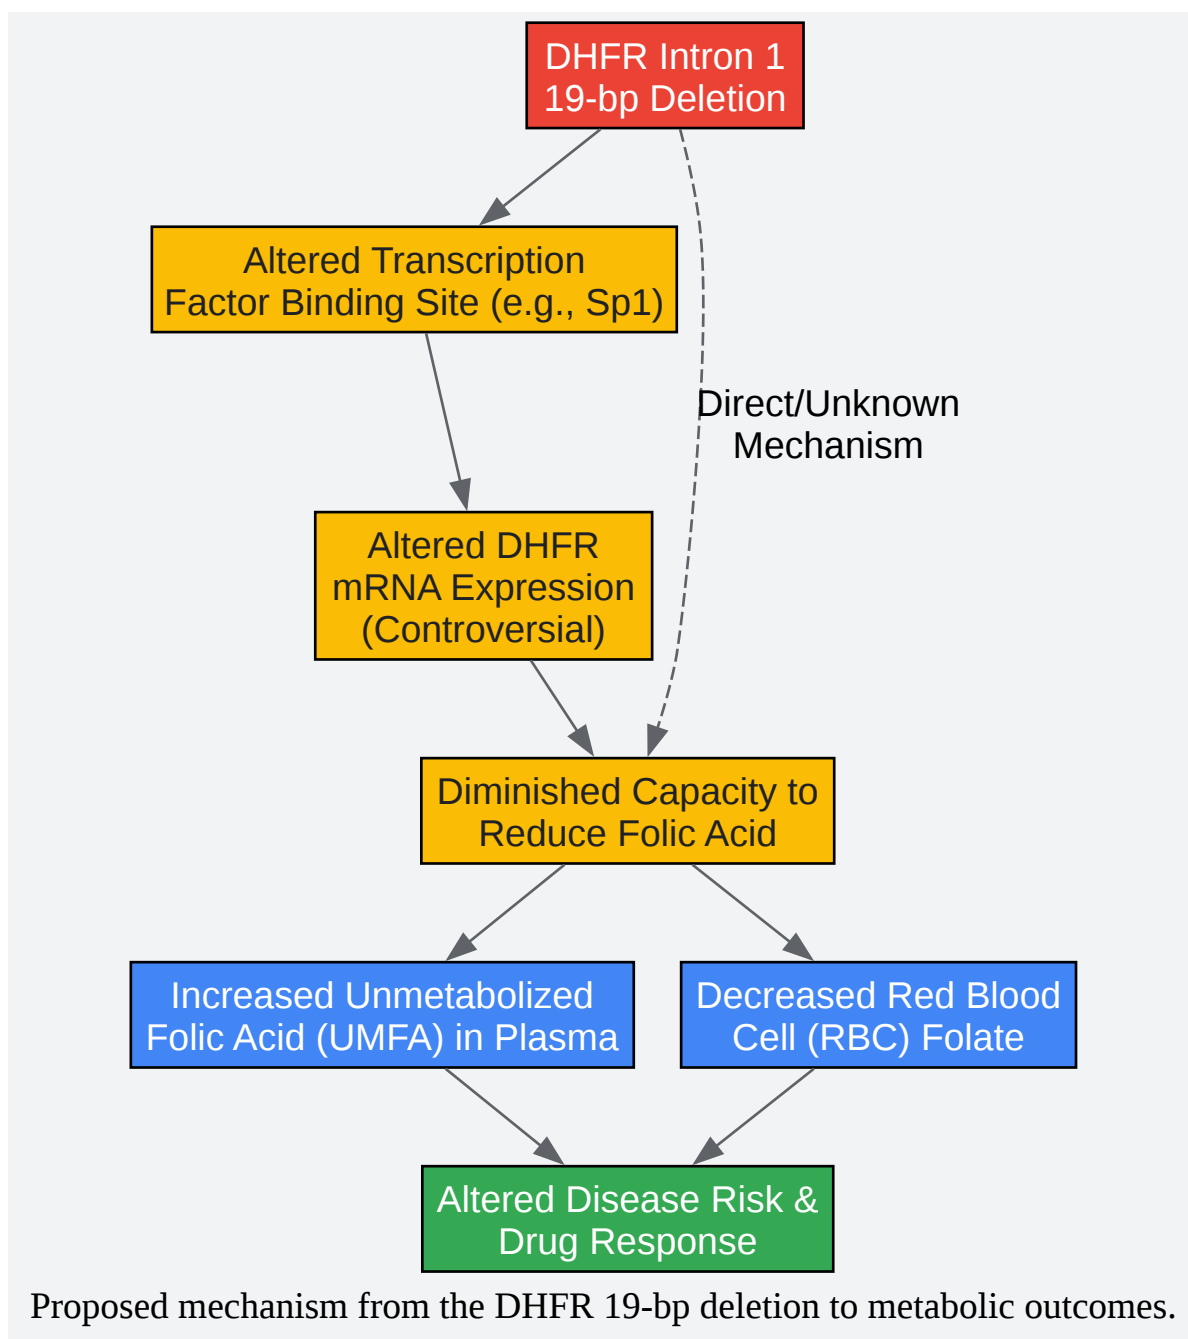 DHFR Intron 1
19-bp Deletion
Altered Transcription
Factor Binding Site (e.g., Sp1)
Direct/Unknown
Mechanism
Altered DHFR
mRNA Expression
(Controversial)
Diminished Capacity to
Reduce Folic Acid
Increased Unmetabolized
Folic Acid (UMFA) in Plasma
Decreased Red Blood
Cell (RBC) Folate
Altered Disease Risk &
Drug Response
Proposed mechanism from the DHFR 19-bp deletion to metabolic outcomes.